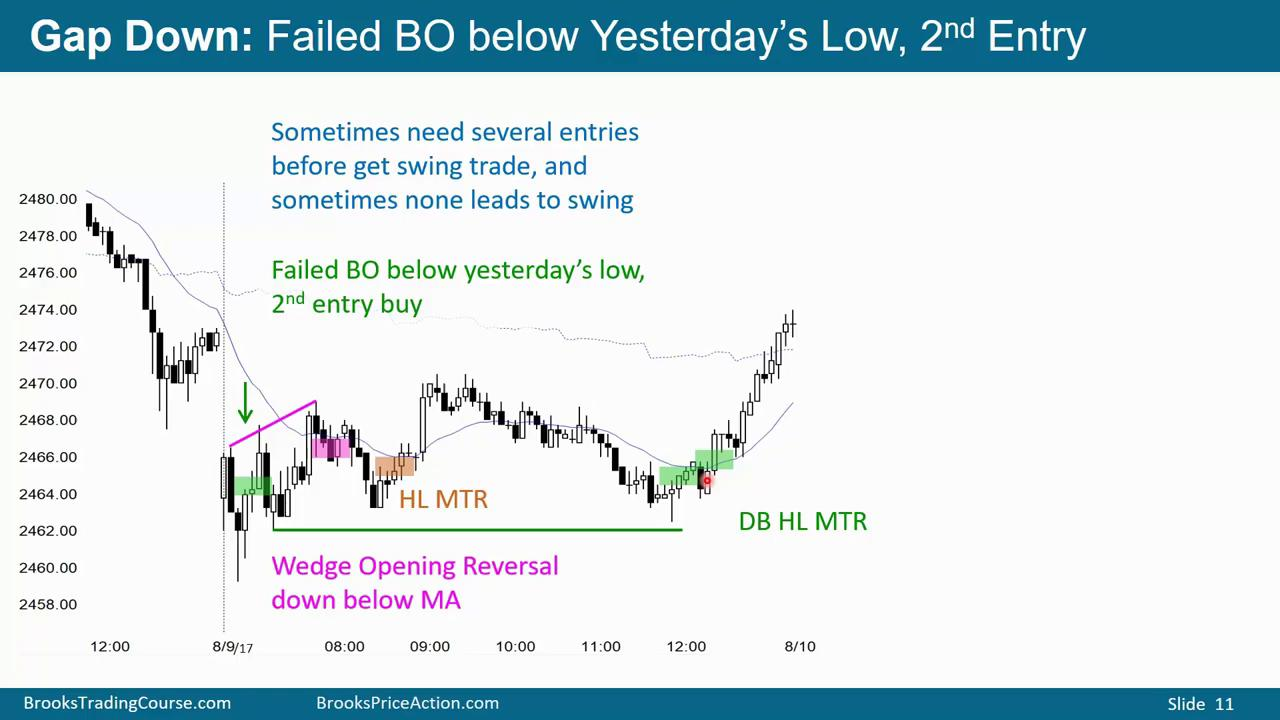 Gap Down: Failed BO below Yesterday's Low, 2nd Entry
Sometimes need several entries
before get swing trade, and
sometimes none leads to swing
Failed BO below yesterday's low,
2nd entry buy
2480.00
2478.00
2476.00
2474.00
2472.00
2470.00
2468.00
2466.00
2464.00
2462.00
2460.00
2458.00
HL MTR
DB HL MTR
Wedge Opening Reversal
down below MA
12:00 8/9/17 08:00 09:00 10:00 11:00 12:00 8/10
BrooksTradingCourse.com BrooksPriceAction.com Slide 11